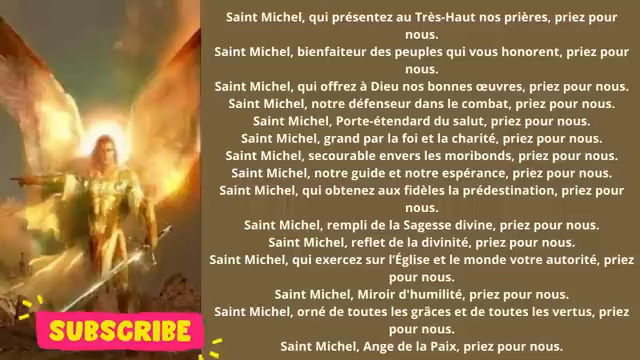 Saint Michel, qui présentez au Très-Haut nos prières, priez pour
nous.
Saint Michel, bienfaiteur des peuples qui vous honorent, priez pour
nous.
Saint Michel, qui offrez à Dieu nos bonnes œuvres, priez pour nous.
Saint Michel, notre défenseur dans le combat, priez pour nous.
Saint Michel, Porte-étendard du salut, priez pour nous.
Saint Michel, grand par la foi et la charité, priez pour nous.
Saint Michel, secourable envers les moribonds, priez pour nous.
Saint Michel, notre guide et notre espérance, priez pour nous.
Saint Michel, qui obtenez aux fidèles la prédestination, priez pour
nous.
Saint Michel, rempli de la Sagesse divine, priez pour nous.
Saint Michel, reflet de la divinité, priez pour nous.
Saint Michel, qui exercez sur l'Église et le monde votre autorité, priez
pour nous.
Saint Michel, Miroir d'humilité, priez pour nous.
Saint Michel, orné de toutes les grâces et de toutes les vertus, priez
pour nous.
Saint Michel, Ange de la Paix, priez pour nous.
SUBSCRIBE